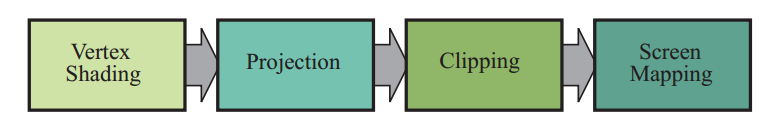 Vertex
Shading
Projection
Clipping
Screen
Mapping